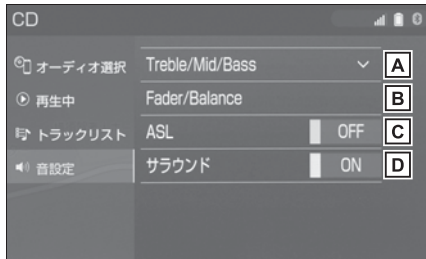 CD
オーディオ選択
再生中
トラックリスト
音設定
Treble/Mid/Bass
A
Fader/Balance
B
ASL
OFF
C
サラウンド
ON
D